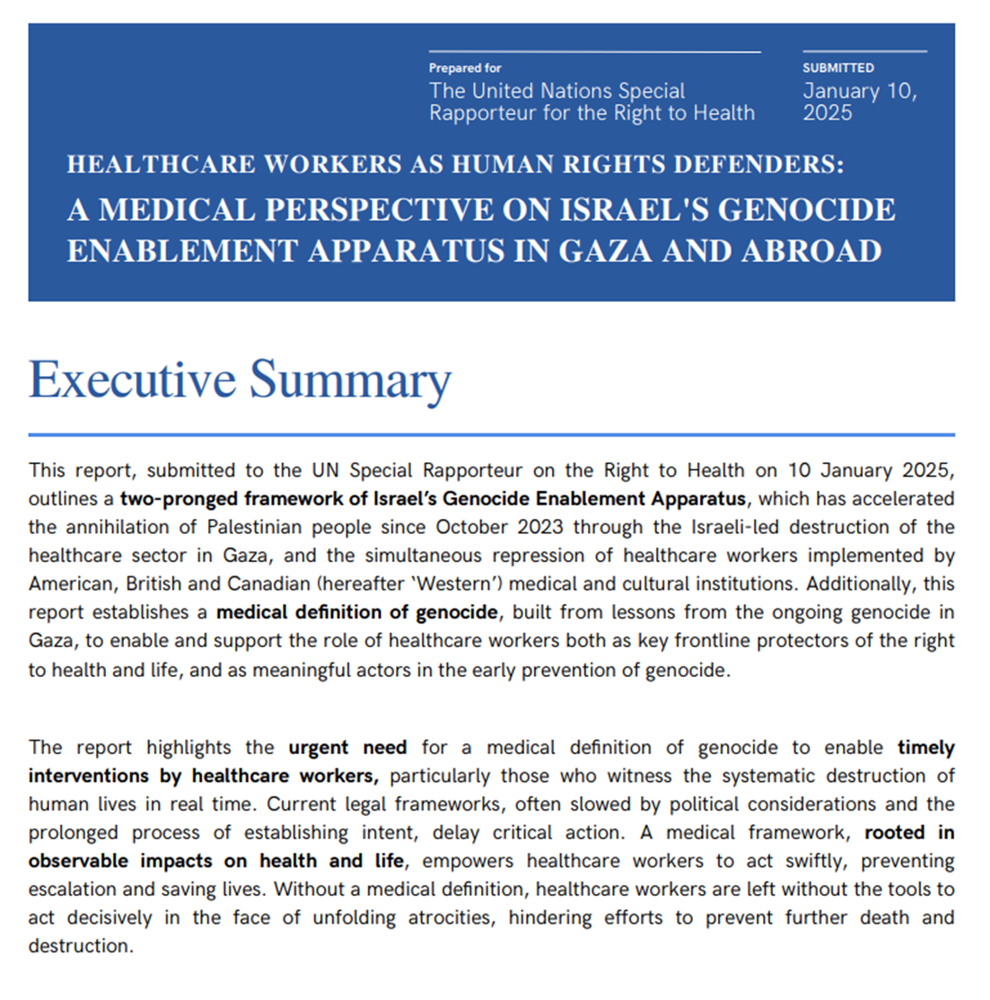 Prepared for
The United Nations Special
Rapporteur for the Right to Health
SUBMITTED
January 10,
2025
HEALTHCARE WORKERS AS HUMAN RIGHTS DEFENDERS:
A MEDICAL PERSPECTIVE ON ISRAEL'S GENOCIDE
ENABLEMENT APPARATUS IN GAZA AND ABROAD
Executive Summary
This report, submitted to the UN Special Rapporteur on the Right to Health on 10 January 2025,
outlines a two-pronged framework of Israel’s Genocide Enablement Apparatus, which has accelerated
the annihilation of Palestinian people since October 2023 through the Israeli-led destruction of the
healthcare sector in Gaza, and the simultaneous repression of healthcare workers implemented by
American, British and Canadian (hereafter ‘Western’) medical and cultural institutions. Additionally, this
report establishes a medical definition of genocide, built from lessons from the ongoing genocide in
Gaza, to enable and support the role of healthcare workers both as key frontline protectors of the right
to health and life, and as meaningful actors in the early prevention of genocide.
The report highlights the urgent need for a medical definition of genocide to enable timely
interventions by healthcare workers, particularly those who witness the systematic destruction of
human lives in real time. Current legal frameworks, often slowed by political considerations and the
prolonged process of establishing intent, delay critical action. A medical framework, rooted in
observable impacts on health and life, empowers healthcare workers to act swiftly, preventing
escalation and saving lives. Without a medical definition, healthcare workers are left without the tools to
act decisively in the face of unfolding atrocities, hindering efforts to prevent further death and
destruction.